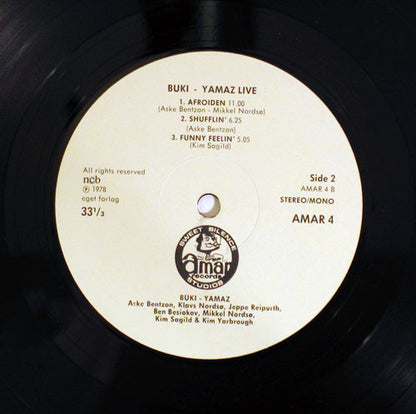 BUKI - YAMAZ LIVE
1. AFROIDEN 11.00
(Aske Bentzon - Mikkel Nordsø)
2. SHUFFLIN' 6.25
(Aske Bentzon)
3. FUNNY FEELIN' 5.05
(Kim Sagild)
All rights reserved
ncb
Ⓟ 1978
eget forlag
33 1/3
Side 2
AMAR 4 B
STEREO/MONO
AMAR 4
SWEET SILENCE
amar
records
STUDIOS
BUKI - YAMAZ
Aske Bentzon, Klavs Nordsø, Jeppe Reipurth,
Ben Besiakov, Mikkel Nordsø,
Kim Sagild & Kim Yarbrough